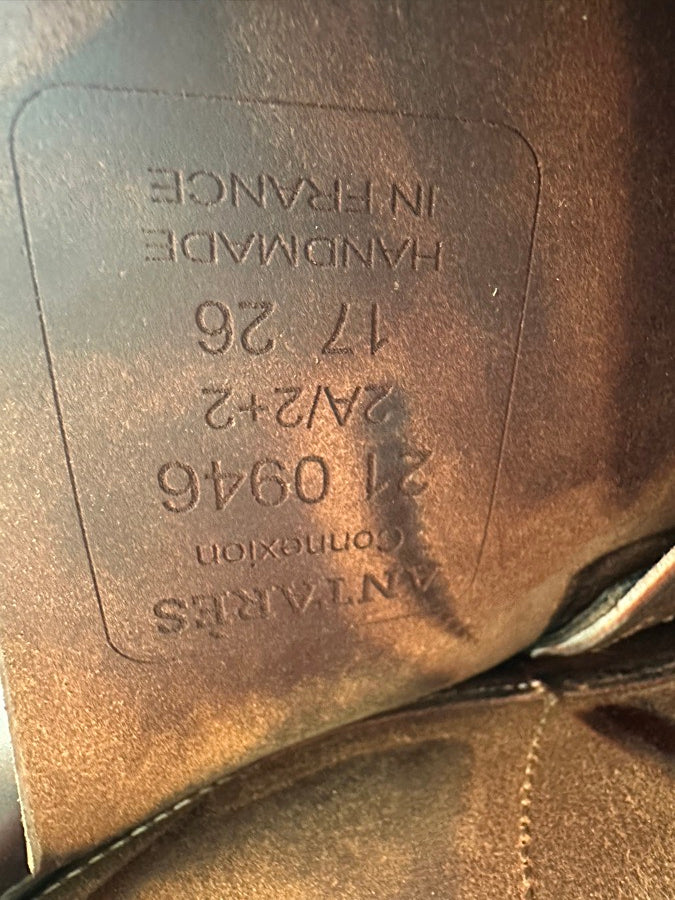 ANTARÈS
Connexion
21 0946
2A/2+2
17 26
HANDMADE
IN FRANCE